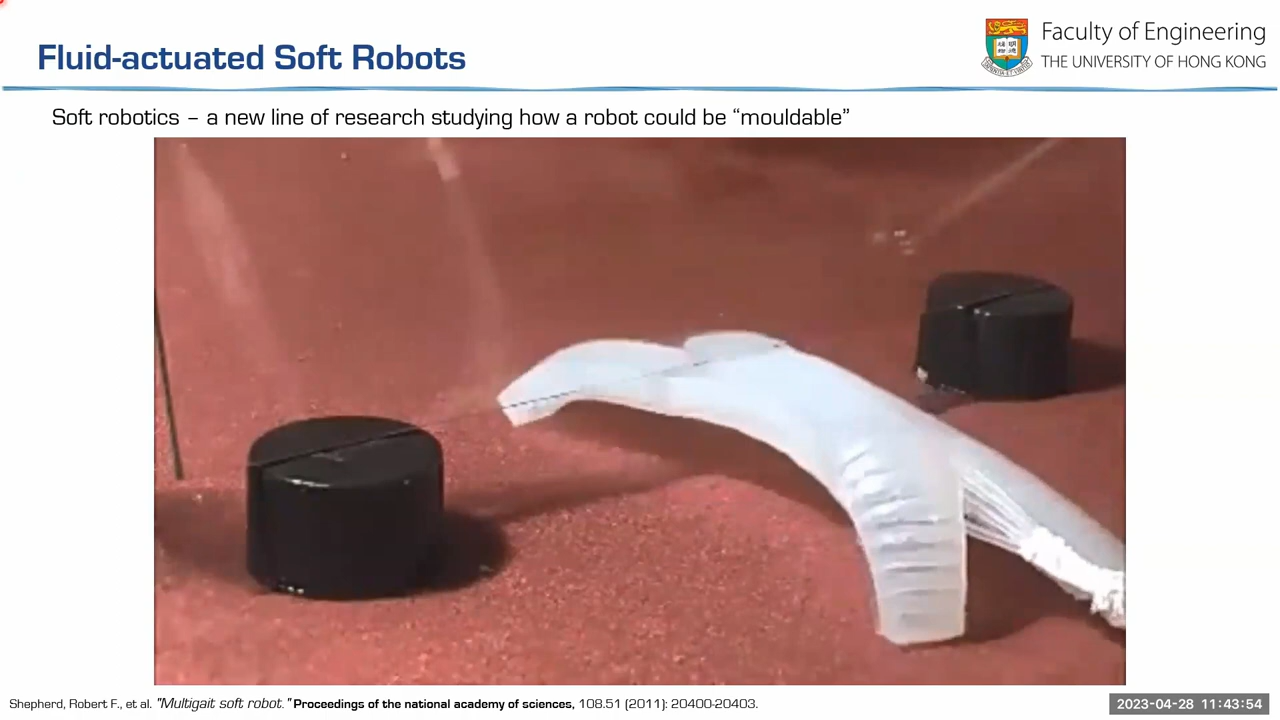 Fluid-actuated Soft Robots
Faculty of Engineering
THE UNIVERSITY OF HONG KONG
Soft robotics – a new line of research studying how a robot could be “mouldable”
Shepherd, Robert F., et al. "Multigait soft robot." Proceedings of the national academy of sciences, 108.51 (2011): 20400-20403.
2023-04-28 11:43:54